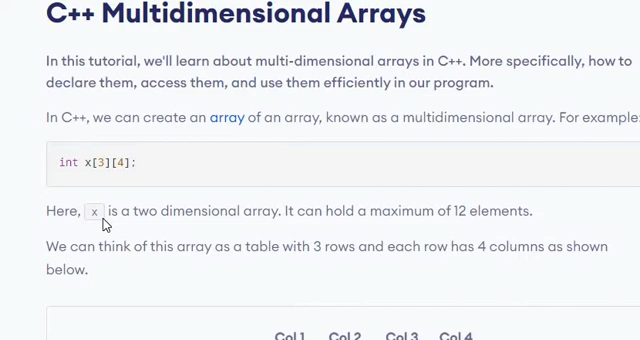 C++ Multidimensional Arrays
In this tutorial, we'll learn about multi-dimensional arrays in C++. More specifically, how to
declare them, access them, and use them efficiently in our program.
In C++, we can create an array of an array, known as a multidimensional array. For example:
int x[3][4];
Here, x is a two dimensional array. It can hold a maximum of 12 elements.
We can think of this array as a table with 3 rows and each row has 4 columns as shown
below.
Col 1 Col 2 Col 3 Col 4